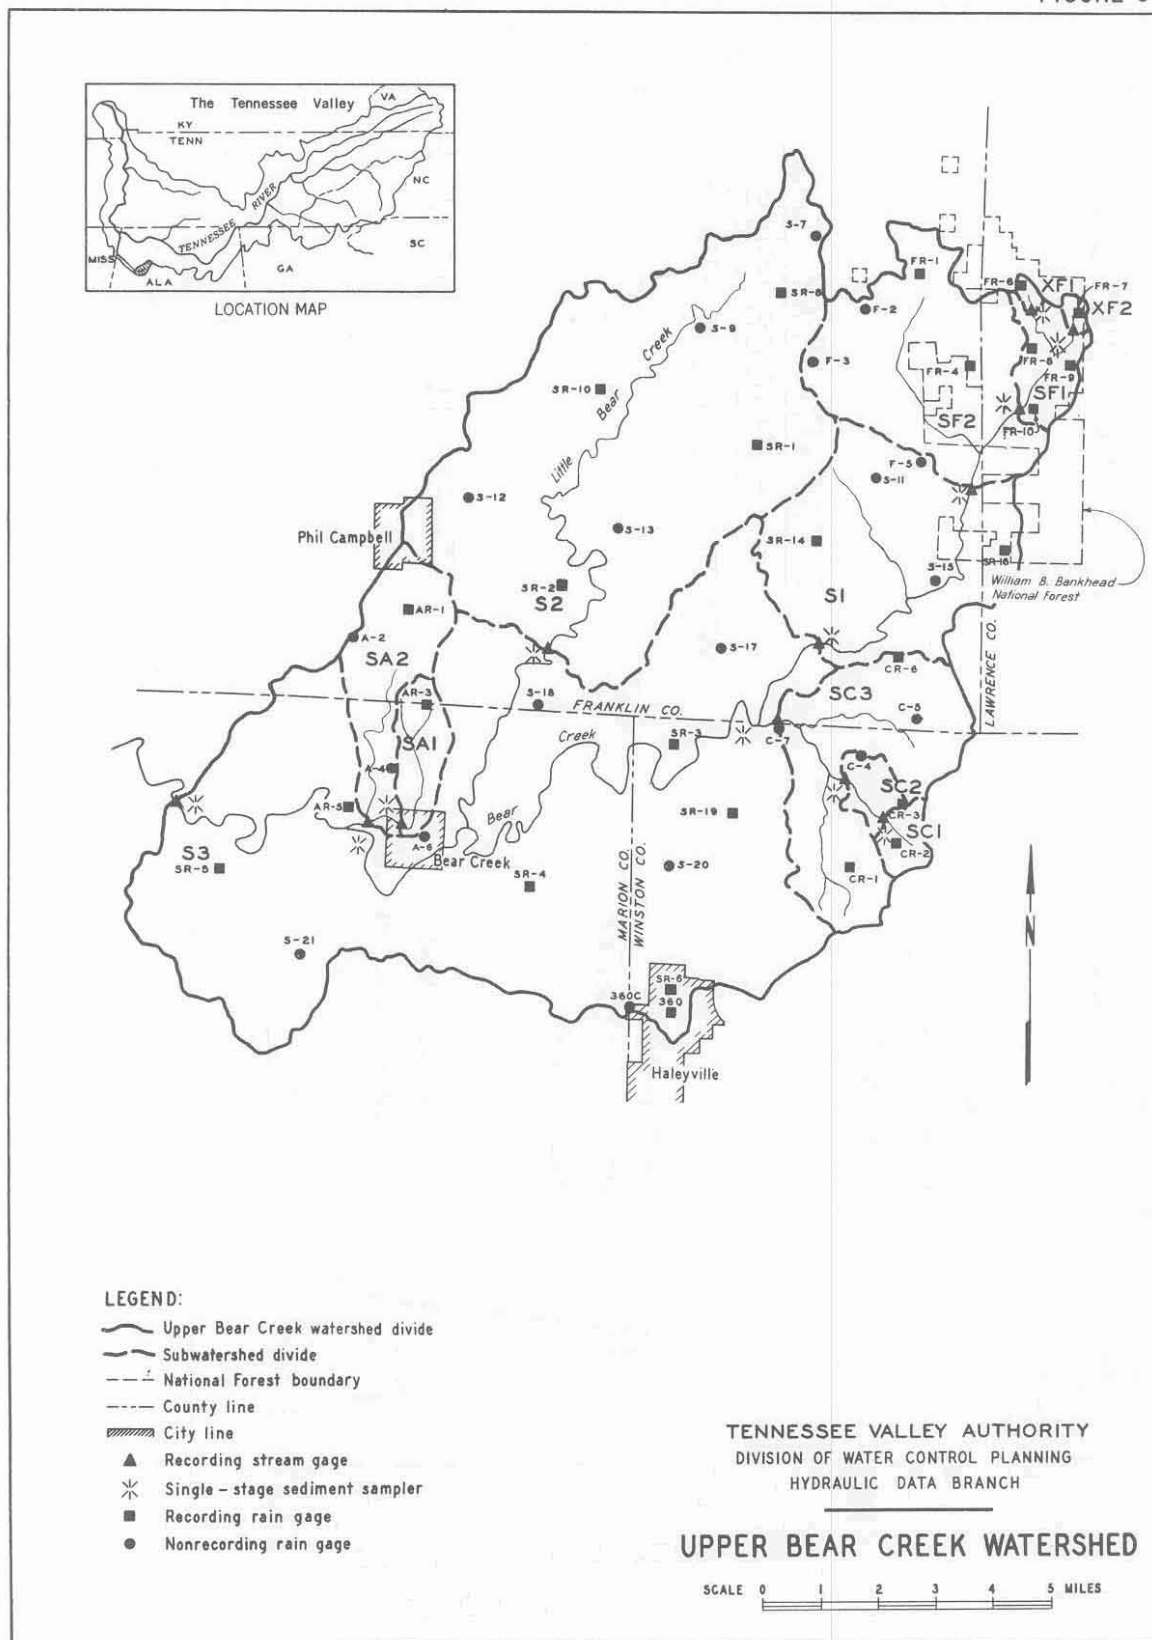 The Tennessee Valley
VA
KY
TENN
NC
TENNESSEE RIVER
SC
MISS
ALA
GA
LOCATION MAP
S-7
FR-1
FR-6
XF1
FR-7
XF2
SR-8
F-2
S-9
Creek
F-3
FR-8
FR-4
FR-9
SF1
SR-10
Bear
SF2
FR-10
SR-1
F-5
S-11
Little
S-12
S-13
Phil Campbell
SR-14
SR-16
S-15
William B. Bankhead
National Forest
SR-2
S2
S1
AR-1
A-2
S-17
CR-6
LAWRENCE CO.
SA2
SC3
AR-3
S-18
FRANKLIN CO.
C-5
Creek
SR-3
C-7
SA1
A-4
C-4
SC2
AR-5
Bear
SR-19
CR-3
SC1
A-6
CR-2
S3
Bear Creek
SR-5
SR-4
S-20
CR-1
MARION CO.
WINSTON CO.
S-21
SR-6
360C
360
Haleyville
N
LEGEND:
Upper Bear Creek watershed divide
Subwatershed divide
National Forest boundary
County line
City line
Recording stream gage
Single-stage sediment sampler
Recording rain gage
Nonrecording rain gage
TENNESSEE VALLEY AUTHORITY
DIVISION OF WATER CONTROL PLANNING
HYDRAULIC DATA BRANCH
UPPER BEAR CREEK WATERSHED
SCALE 0 1 2 3 4 5 MILES